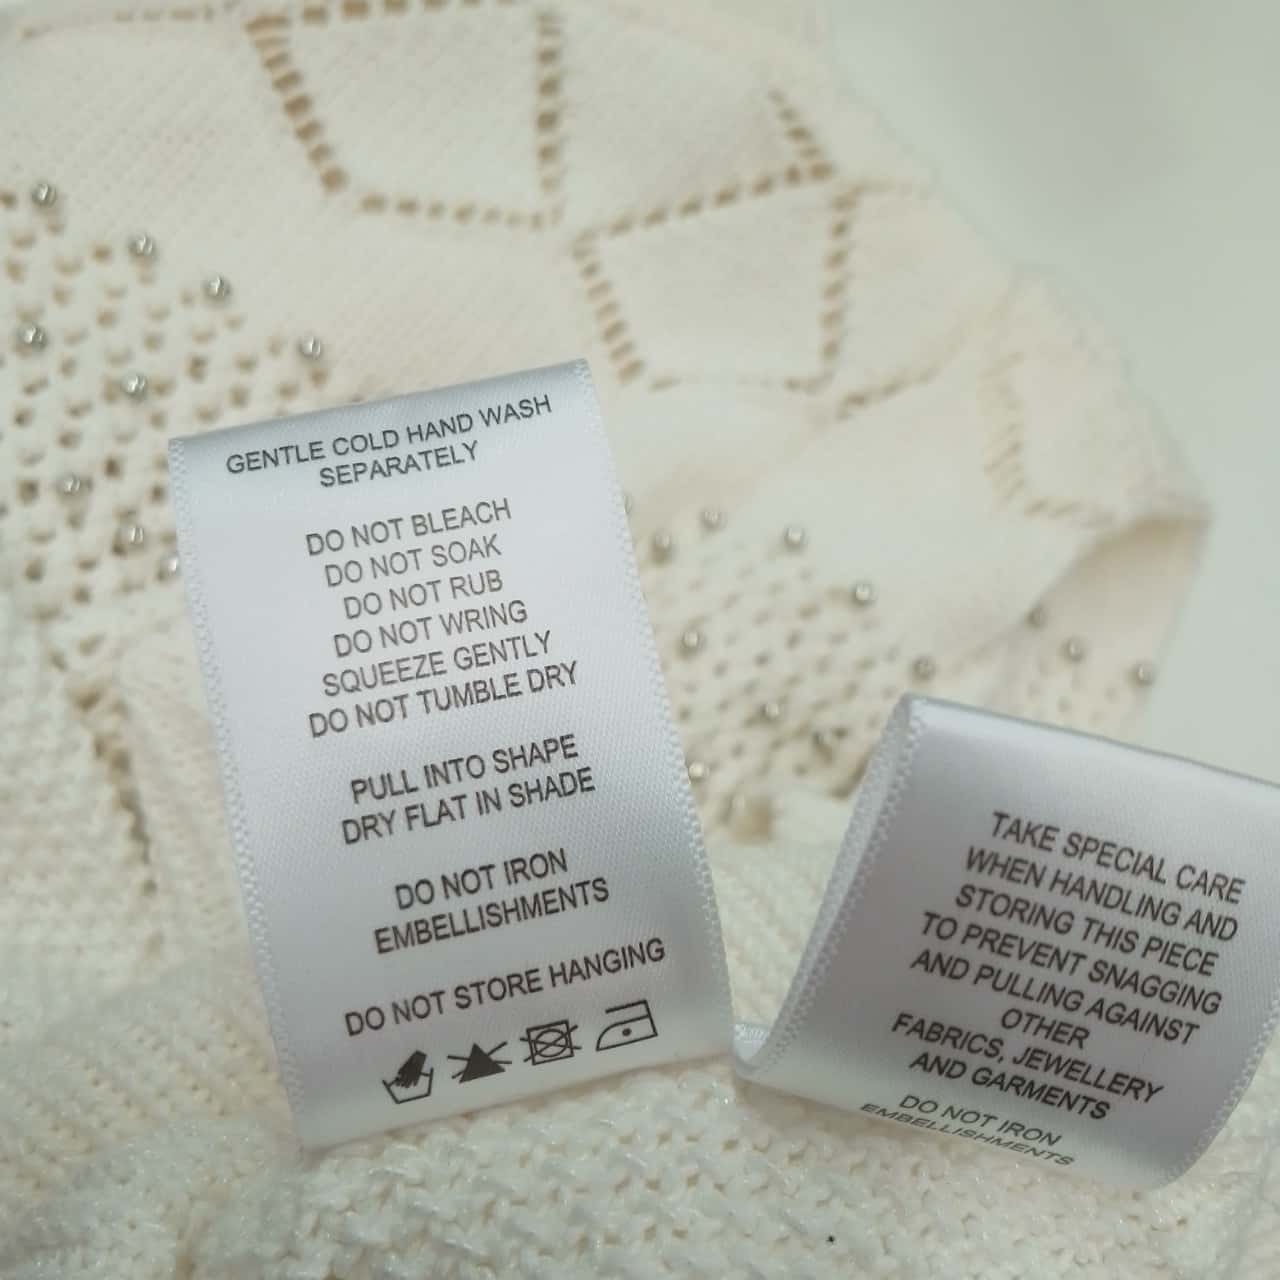 GENTLE COLD HAND WASH
SEPARATELY
DO NOT BLEACH
DO NOT SOAK
DO NOT RUB
DO NOT WRING
SQUEEZE GENTLY
DO NOT TUMBLE DRY
PULL INTO SHAPE
DRY FLAT IN SHADE
DO NOT IRON
EMBELLISHMENTS
DO NOT STORE HANGING
TAKE SPECIAL CARE
WHEN HANDLING AND
STORING THIS PIECE
TO PREVENT SNAGGING
AND PULLING AGAINST
OTHER
FABRICS, JEWELLERY
AND GARMENTS
DO NOT IRON
EMBELLISHMENTS